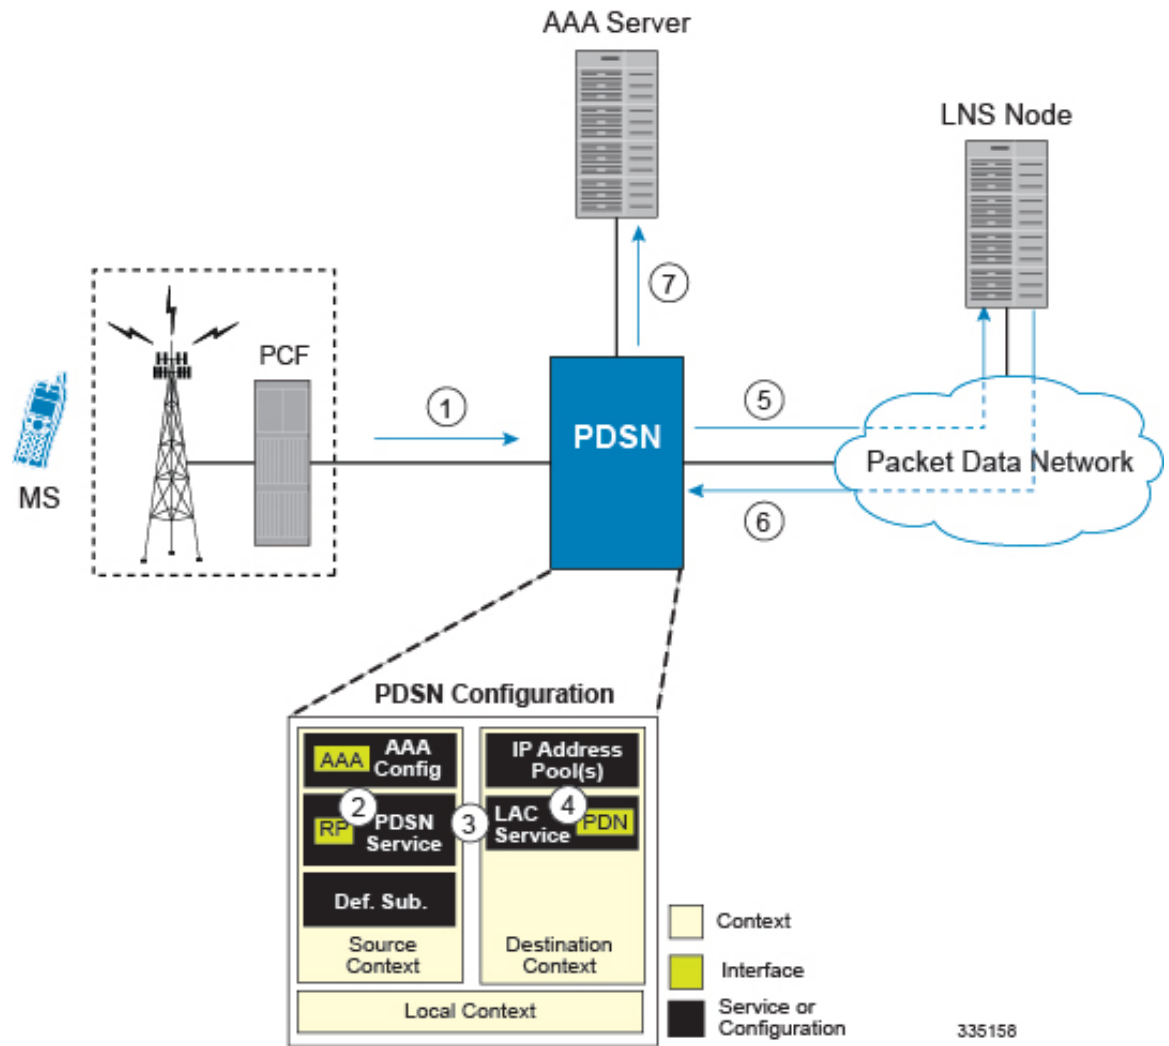 AAA Server
LNS Node
7
PCF
1
5
PDSN
MS
Packet Data Network
6
PDSN Configuration
AAA
AAA
Config
IP Address
Pool(s)
2
3
4
RP
PDSN
Service
LAC
Service
PDN
Def. Sub.
Source
Context
Destination
Context
Local Context
Context
Interface
Service or
Configuration
335158